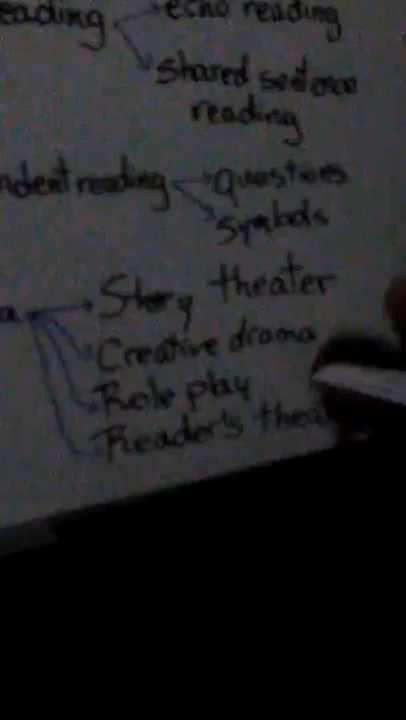 eading echo reading
shared sentence
reading
ndent reading questions
symbols
a Story theater
Creative drama
Role play
Reader's thea